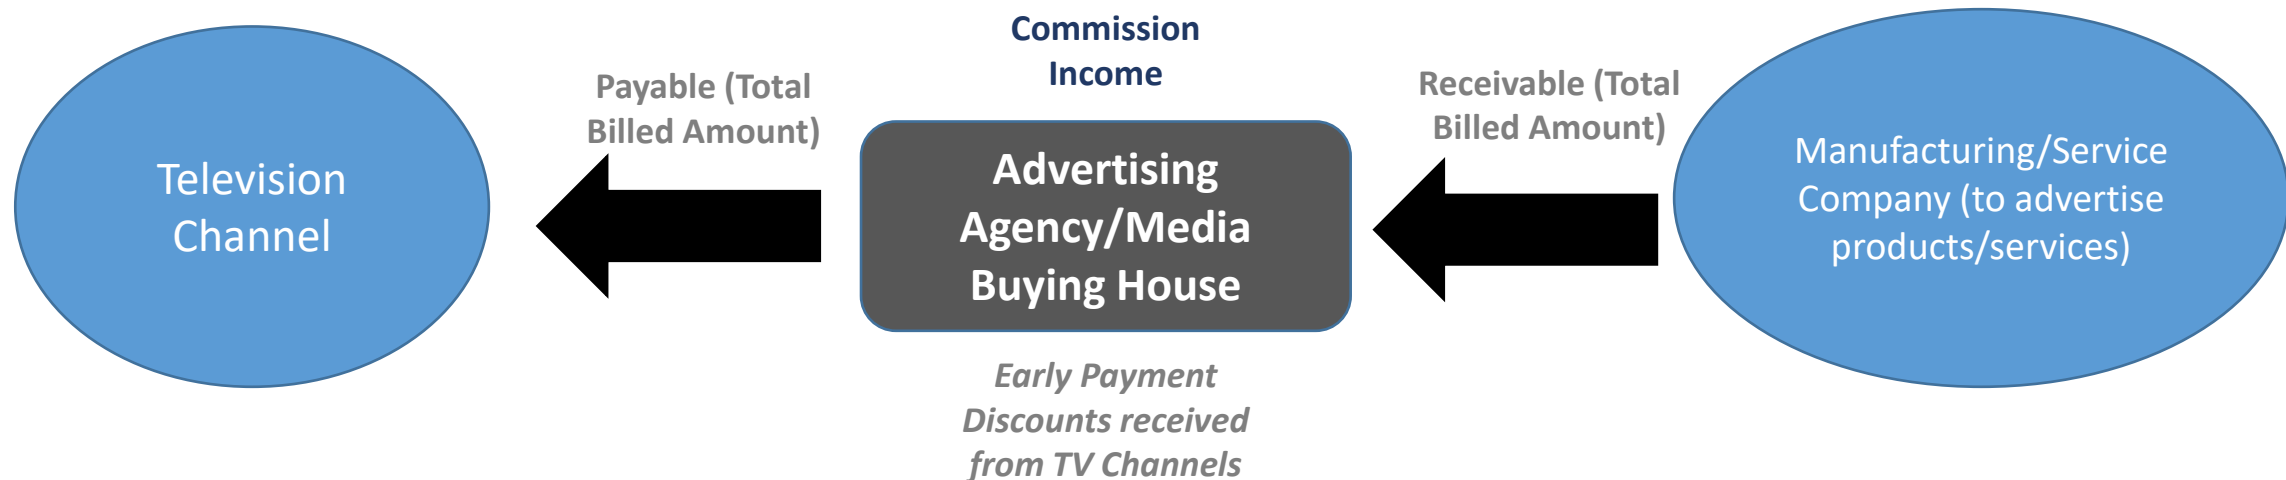 Television
Channel
Payable (Total
Billed Amount)
Commission
Income
Advertising
Agency/Media
Buying House
Early Payment
Discounts received
from TV Channels
Receivable (Total
Billed Amount)
Manufacturing/Service
Company (to advertise
products/services)